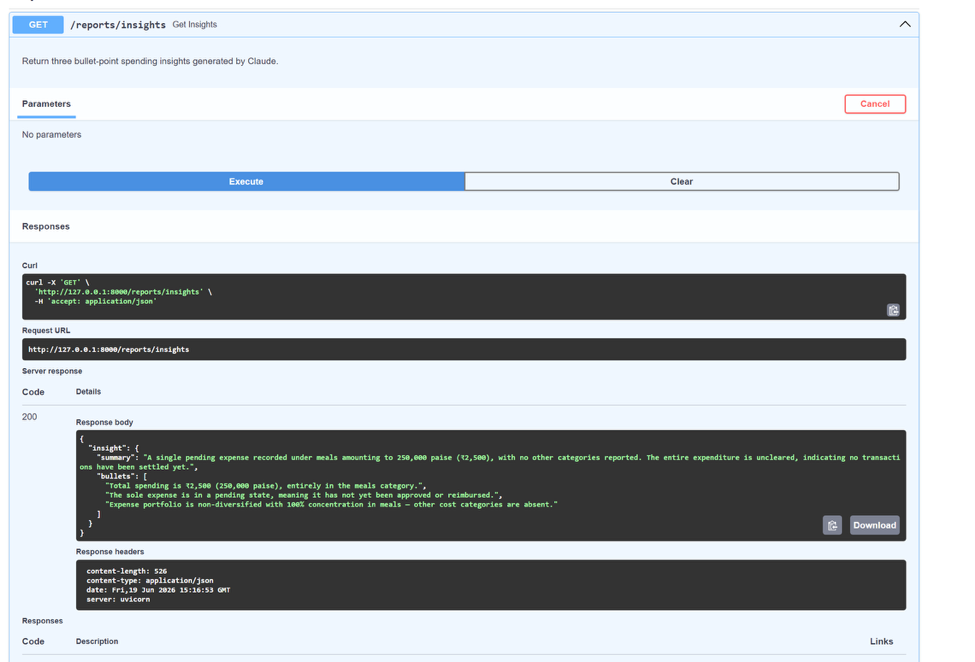 GET /reports/insights Get Insights
Return three bullet-point spending insights generated by Claude.
Parameters
Cancel
No parameters
Execute
Clear
Responses
Curl
curl -X 'GET' \
  'http://127.0.0.1:8000/reports/insights' \
  -H 'accept: application/json'
Request URL
http://127.0.0.1:8000/reports/insights
Server response
Code Details
200
Response body
{
  "insight": {
    "summary": "A single pending expense recorded under meals amounting to 250,000 paise (₹2,500), with no other categories reported. The entire expenditure is uncleared, indicating no transacti
ons have been settled yet.",
    "bullets": [
      "Total spending is ₹2,500 (250,000 paise), entirely in the meals category.",
      "The sole expense is in a pending state, meaning it has not yet been approved or reimbursed.",
      "Expense portfolio is non-diversified with 100% concentration in meals — other cost categories are absent."
    ]
  }
}
Download
Response headers
content-length: 526
content-type: application/json
date: Fri,19 Jun 2026 15:16:53 GMT
server: uvicorn
Responses
Code Description Links